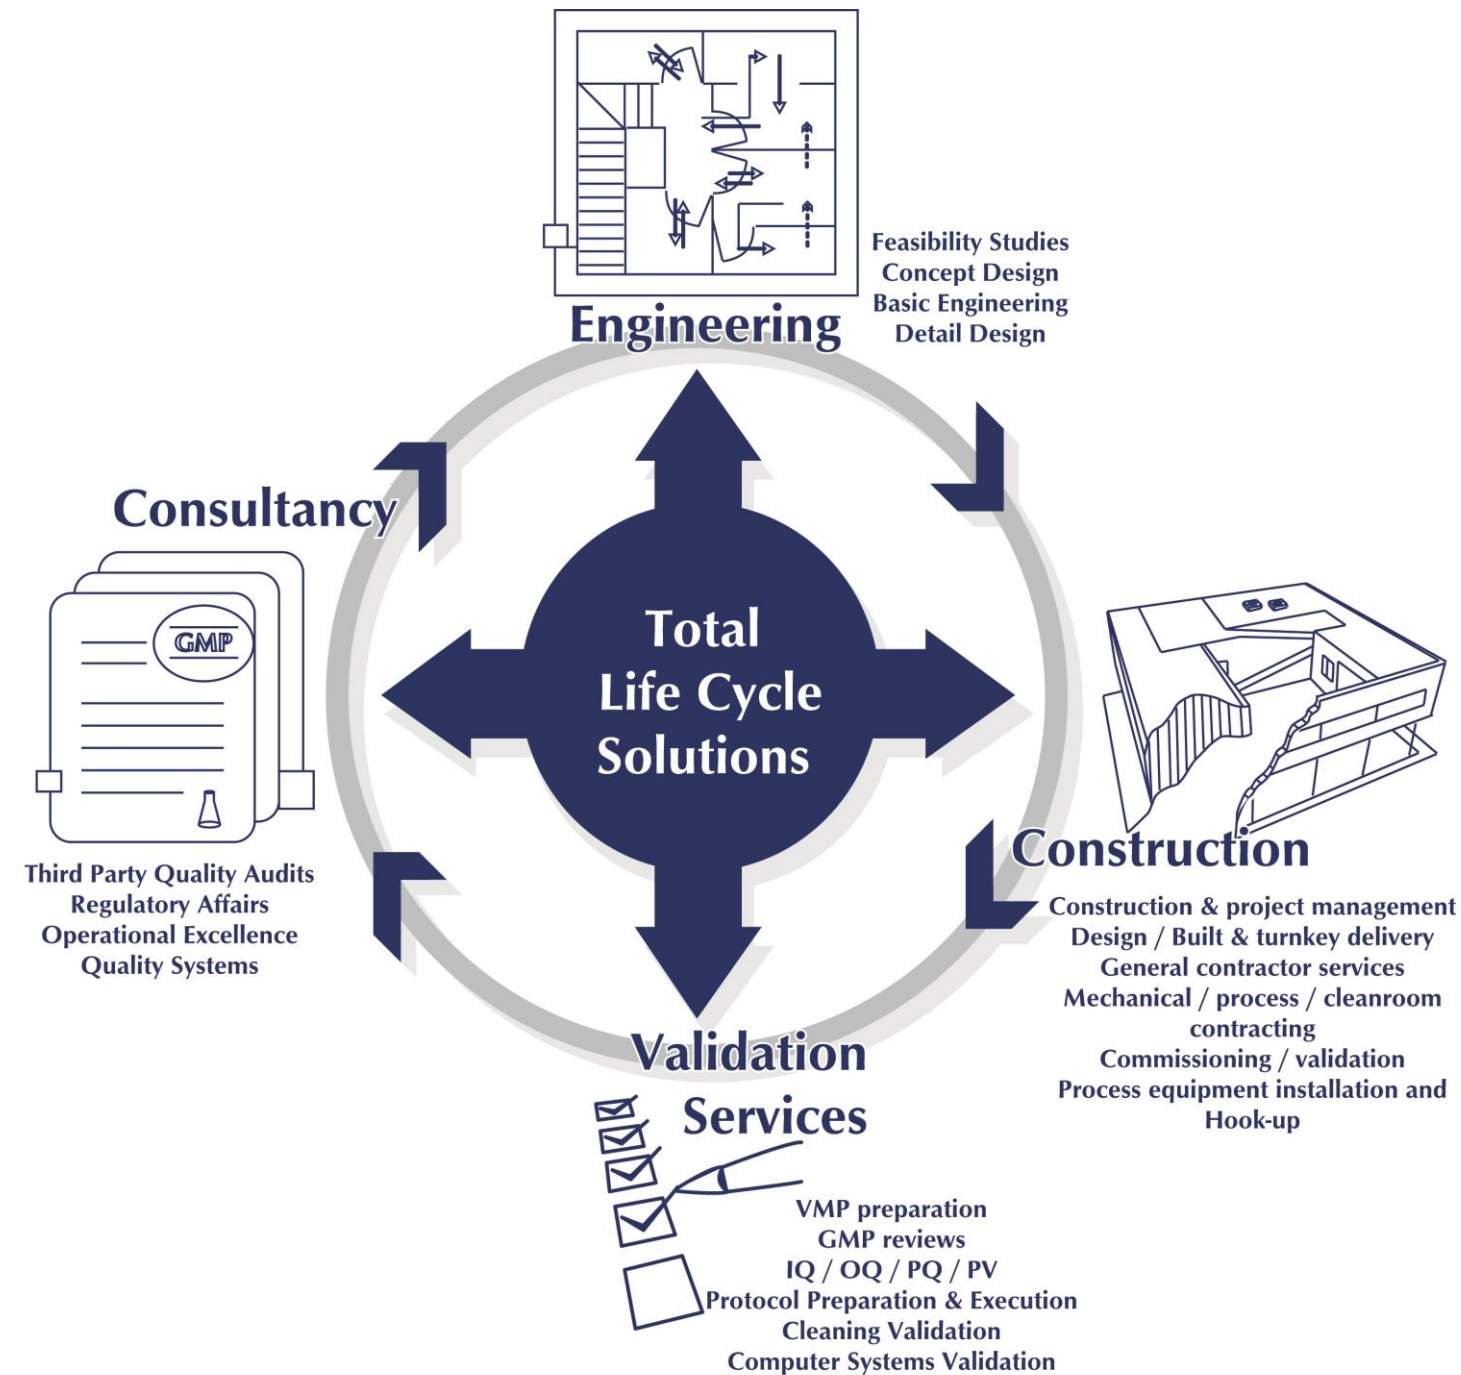 Feasibility Studies
Concept Design
Basic Engineering
Detail Design
Engineering
Consultancy
GMP
Third Party Quality Audits
Regulatory Affairs
Operational Excellence
Quality Systems
Total
Life Cycle
Solutions
Construction
Construction & project management
Design / Built & turnkey delivery
General contractor services
Mechanical / process / cleanroom
contracting
Commissioning / validation
Process equipment installation and
Hook-up
Validation
Services
VMP preparation
GMP reviews
IQ / OQ / PQ / PV
Protocol Preparation & Execution
Cleaning Validation
Computer Systems Validation